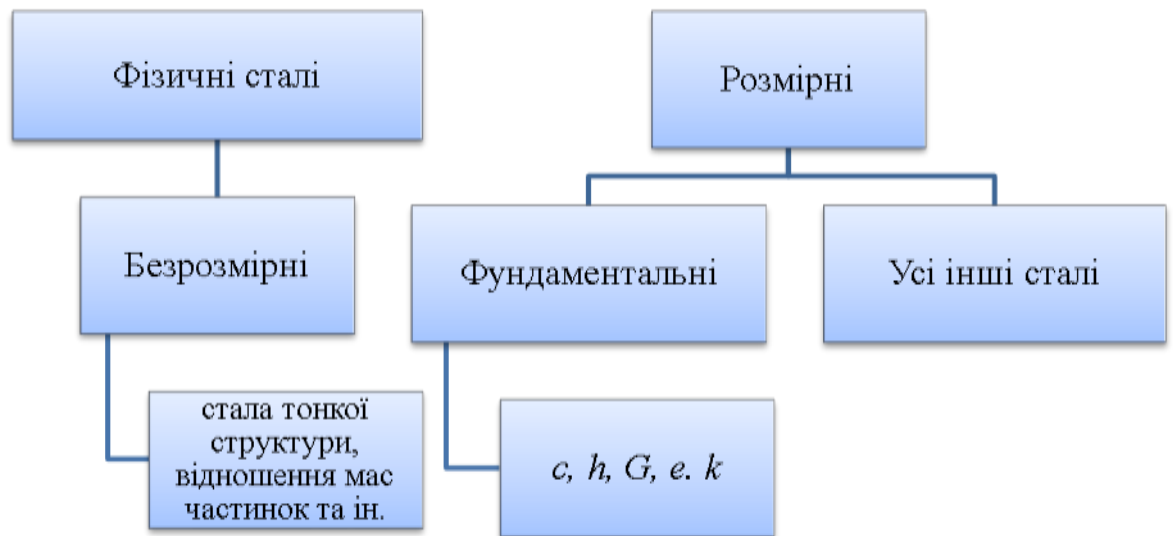 Фізичні сталі
Розмірні
Безрозмірні
Фундаментальні
Усі інші сталі
стала тонкої
структури,
відношення мас
частинок та ін.
c, h, G, e. k